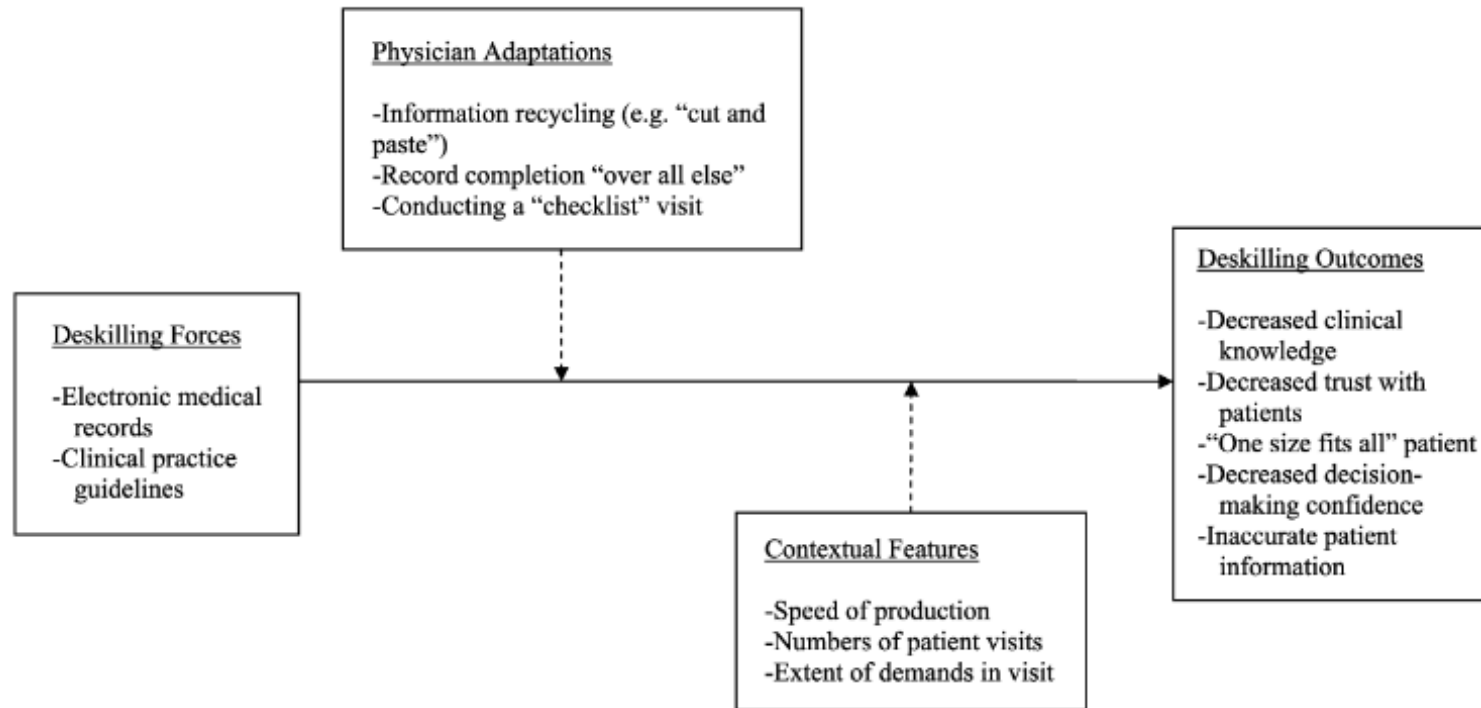 Physician Adaptations
-Information recycling (e.g. “cut and
paste”)
-Record completion “over all else”
-Conducting a “checklist” visit
Deskilling Forces
-Electronic medical
records
-Clinical practice
guidelines
Deskilling Outcomes
-Decreased clinical
knowledge
-Decreased trust with
patients
-“One size fits all” patient
-Decreased decision-
making confidence
-Inaccurate patient
information
Contextual Features
-Speed of production
-Numbers of patient visits
-Extent of demands in visit